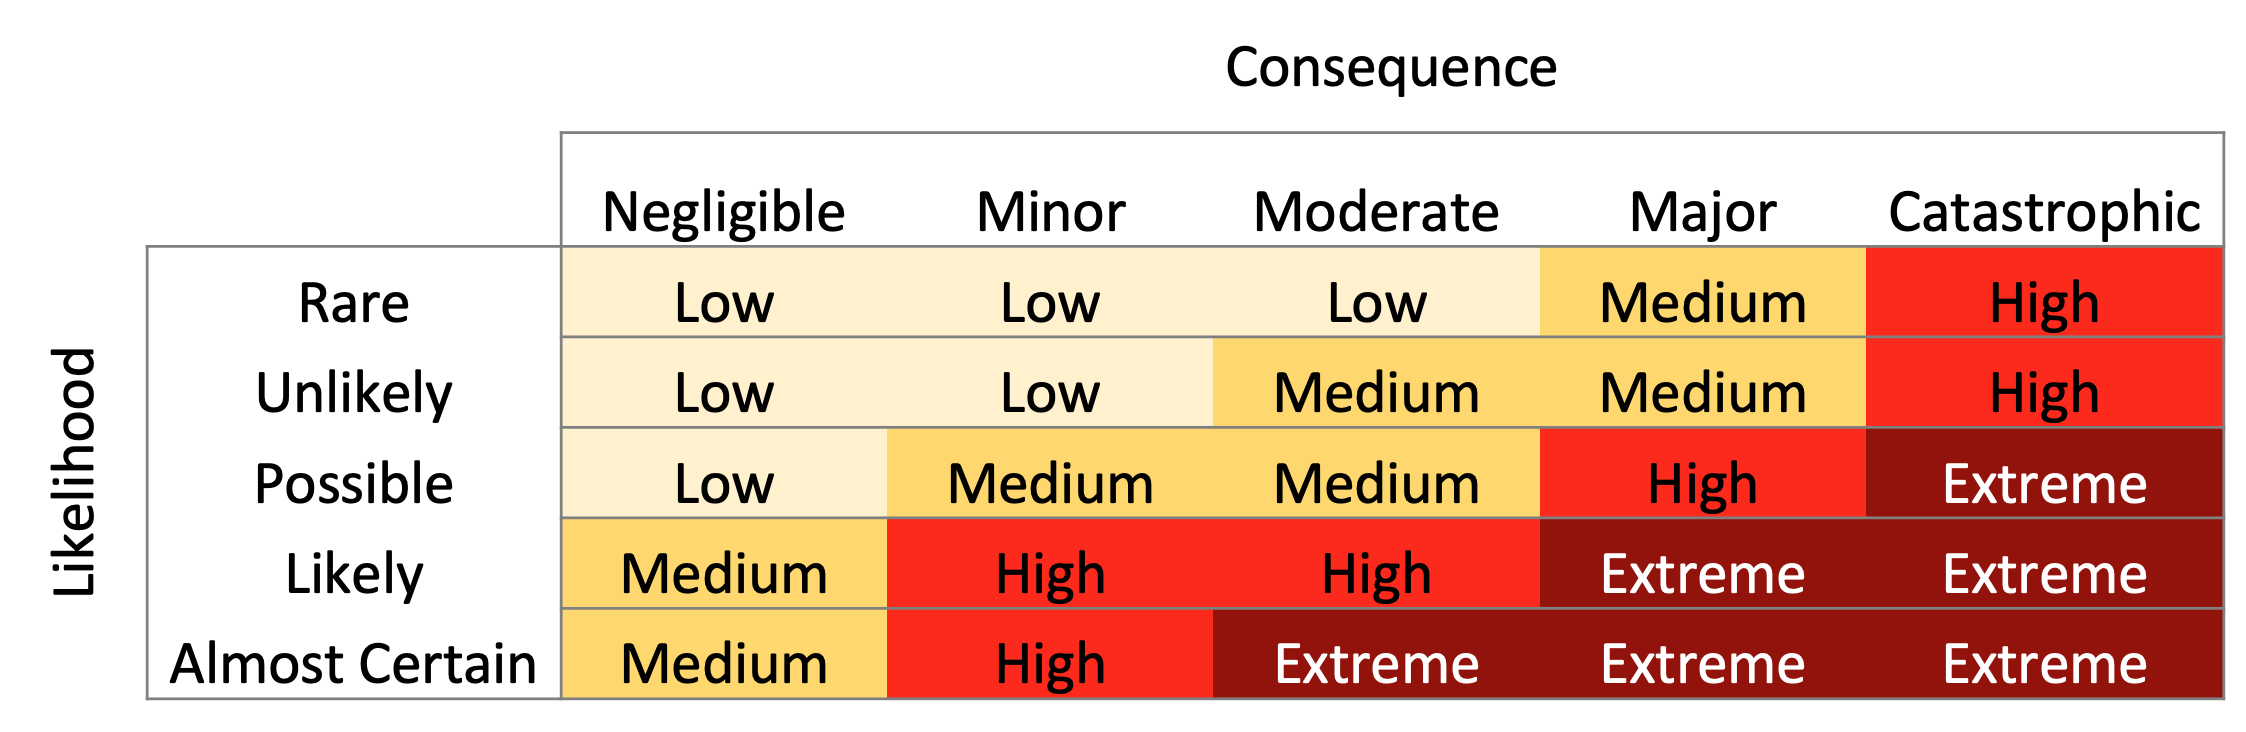 Consequence
Negligible Minor Moderate Major Catastrophic
Likelihood
Rare Low Low Low Medium High
Unlikely Low Low Medium Medium High
Possible Low Medium Medium High Extreme
Likely Medium High High Extreme Extreme
Almost Certain Medium High Extreme Extreme Extreme